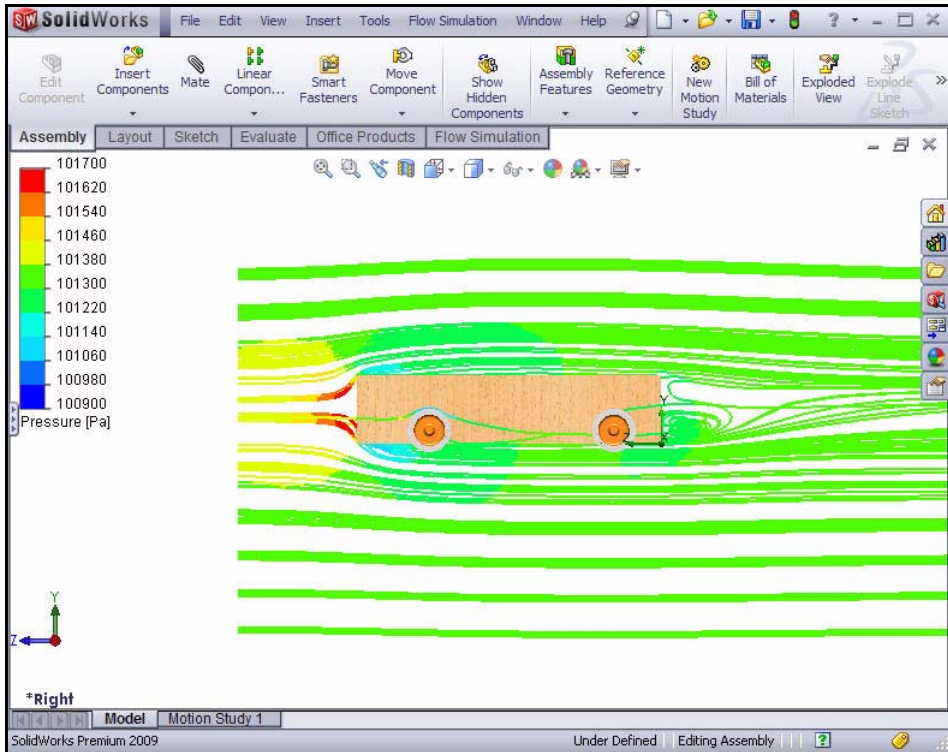 SolidWorks File Edit View Insert Tools Flow Simulation Window Help
Edit Component
Insert Components
Mate
Linear Compon...
Smart Fasteners
Move Component
Show Hidden Components
Assembly Features
Reference Geometry
New Motion Study
Bill of Materials
Exploded View
Explode Line Sketch
Assembly Layout Sketch Evaluate Office Products Flow Simulation
101700
101620
101540
101460
101380
101300
101220
101140
101060
100980
100900
Pressure [Pa]
Y
Z
X
Y
Z
*Right
Model Motion Study 1
SolidWorks Premium 2009 Under Defined Editing Assembly